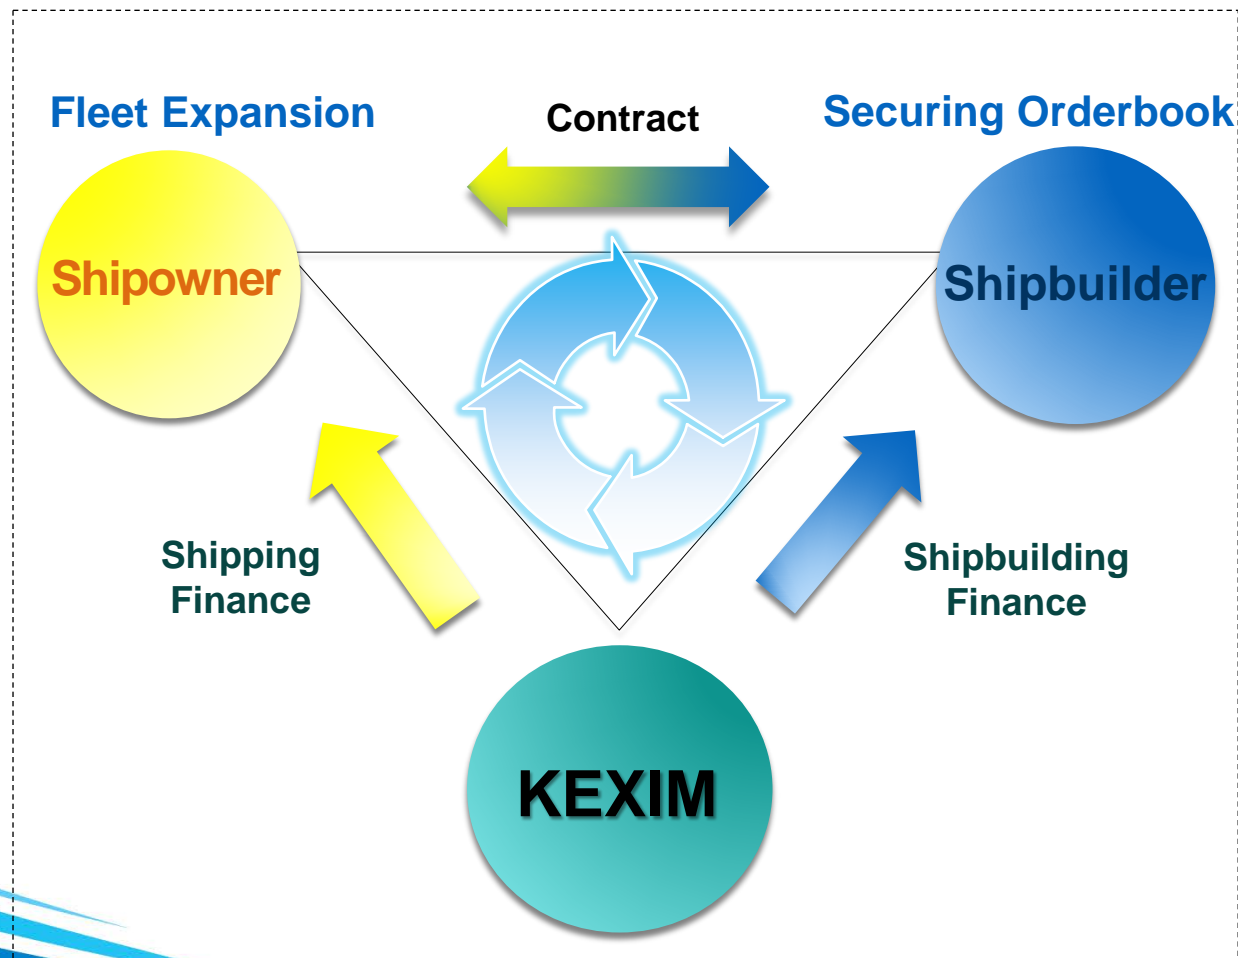 Fleet Expansion
Contract
Securing Orderbook
Shipowner
Shipbuilder
Shipping
Finance
Shipbuilding
Finance
KEXIM